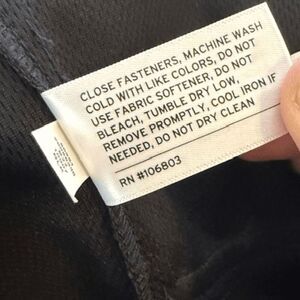 CLOSE FASTENERS, MACHINE WASH
COLD WITH LIKE COLORS, DO NOT
USE FABRIC SOFTENER, DO NOT
BLEACH, TUMBLE DRY LOW,
REMOVE PROMPTLY, COOL IRON IF
NEEDED, DO NOT DRY CLEAN
RN #106803